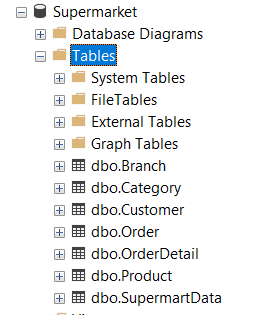 Supermarket
Database Diagrams
Tables
System Tables
FileTables
External Tables
Graph Tables
dbo.Branch
dbo.Category
dbo.Customer
dbo.Order
dbo.OrderDetail
dbo.Product
dbo.SupermartData